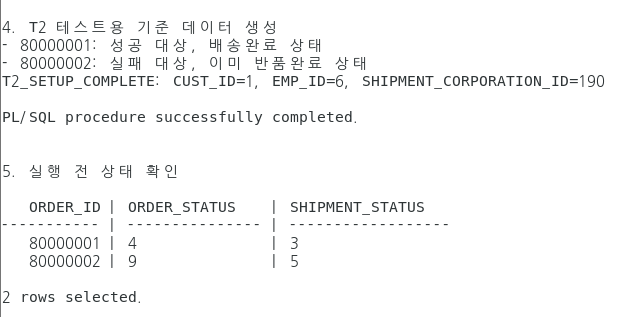 4. T2 테스트용 기준 데이터 생성
- 80000001: 성공 대상, 배송완료 상태
- 80000002: 실패 대상, 이미 반품완료 상태
T2_SETUP_COMPLETE: CUST_ID=1, EMP_ID=6, SHIPMENT_CORPORATION_ID=190
PL/SQL procedure successfully completed.
5. 실행 전 상태 확인
ORDER_ID | ORDER_STATUS | SHIPMENT_STATUS
----------- | --------------- | ------------------
80000001 | 4 | 3
80000002 | 9 | 5
2 rows selected.